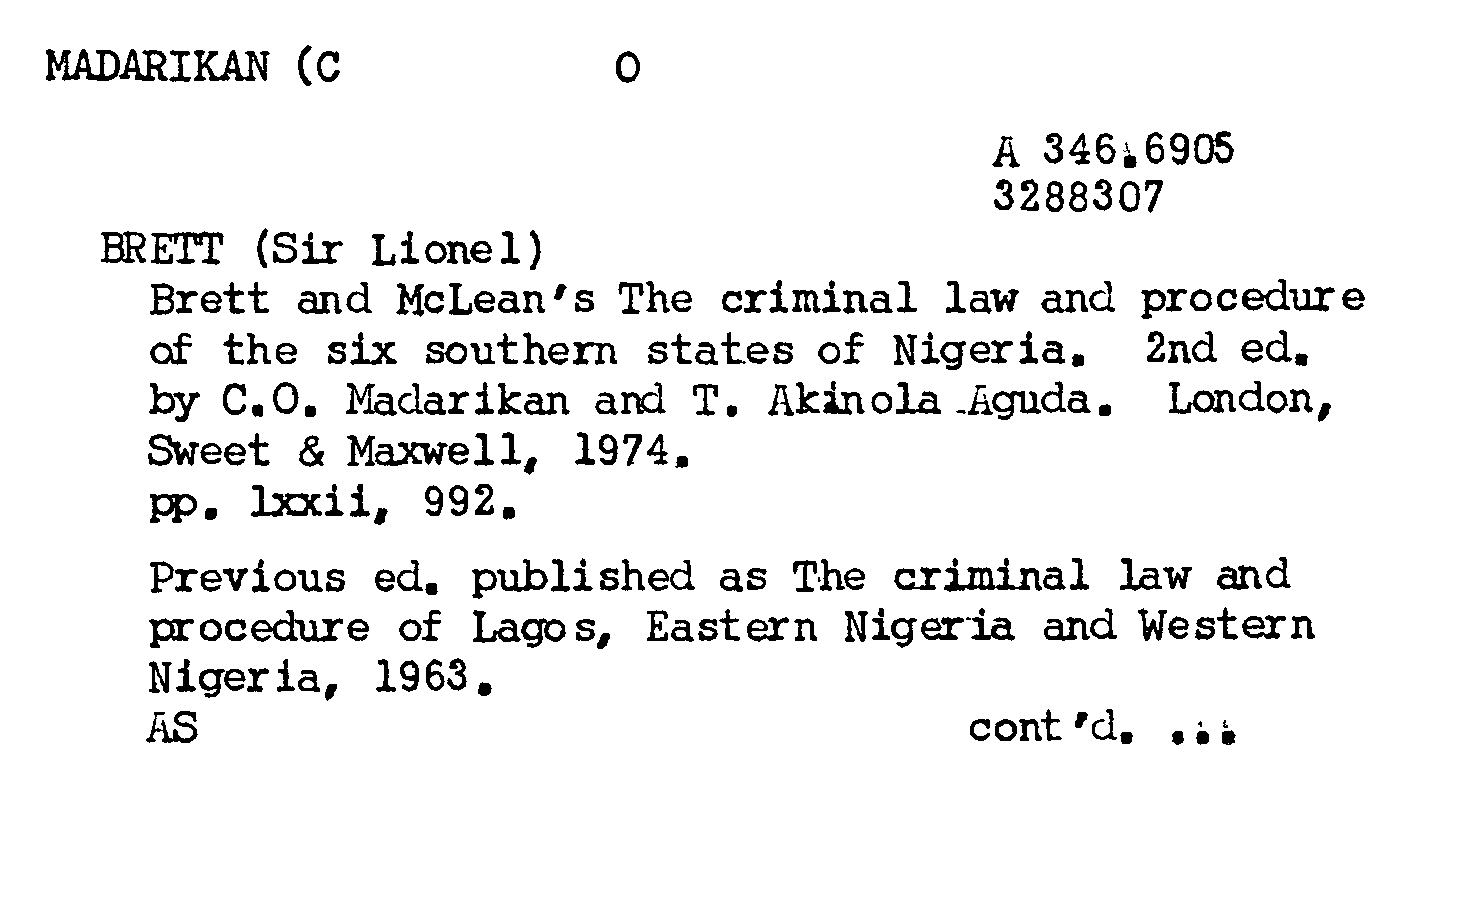 MADARIKAN (C O
A 346.6905
3288307
BRETT (Sir Lionel)
Brett and McLean's The criminal law and procedure
of the six southern states of Nigeria. 2nd ed.
by C.O. Madarikan and T. Akinola Aguda. London,
Sweet & Maxwell, 1974.
pp. lxxii, 992.
Previous ed. published as The criminal law and
procedure of Lagos, Eastern Nigeria and Western
Nigeria, 1963.
AS cont'd. ...